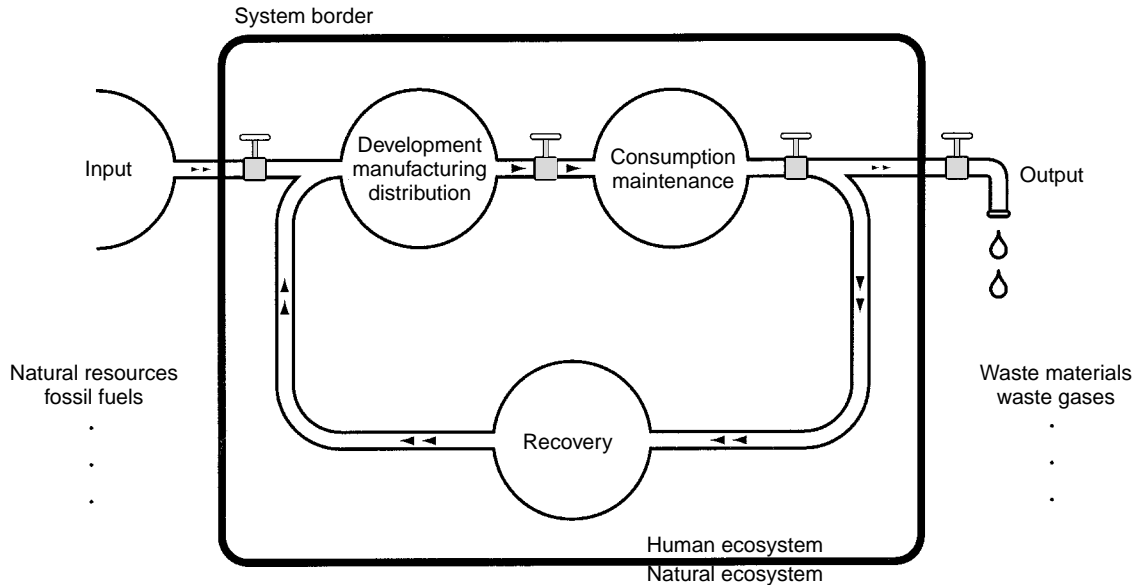 System border
Input
Development
manufacturing
distribution
Consumption
maintenance
Output
Natural resources
fossil fuels
.
.
.
Waste materials
waste gases
.
.
.
Recovery
Human ecosystem
Natural ecosystem